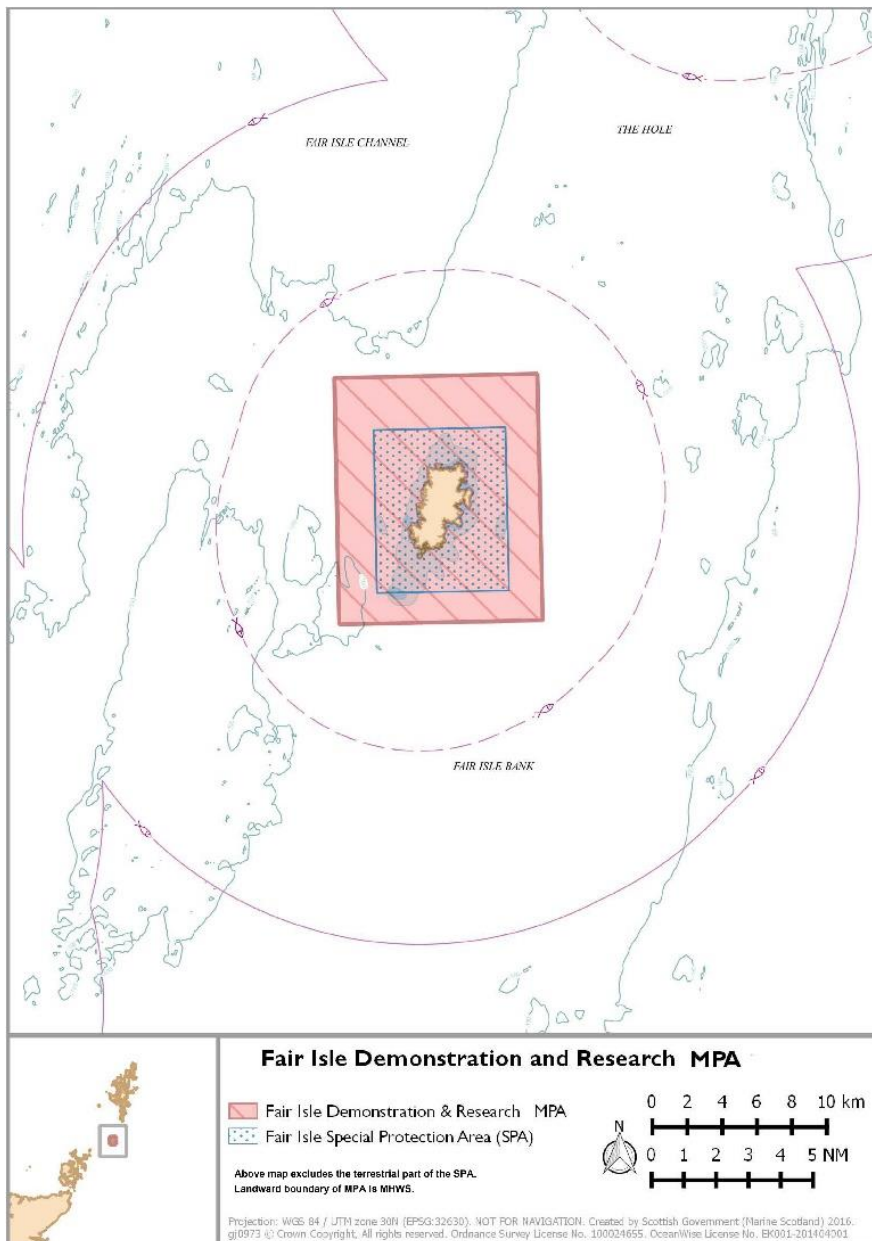 FAIR ISLE CHANNEL
THE HOLE
FAIR ISLE BANK
Fair Isle Demonstration and Research MPA
Fair Isle Demonstration & Research MPA
Fair Isle Special Protection Area (SPA)
Above map excludes the terrestrial part of the SPA.
Landward boundary of MPA is MHWS.
N
0 2 4 6 8 10 km
0 1 2 3 4 5 NM
Projection: WGS 84 / UTM zone 30N (EPSG:32630). NOT FOR NAVIGATION. Created by Scottish Government (Marine Scotland) 2016.
gj0973 © Crown Copyright, All rights reserved. Ordnance Survey License No. 100024655. OceanWise License No. EK001-201404001